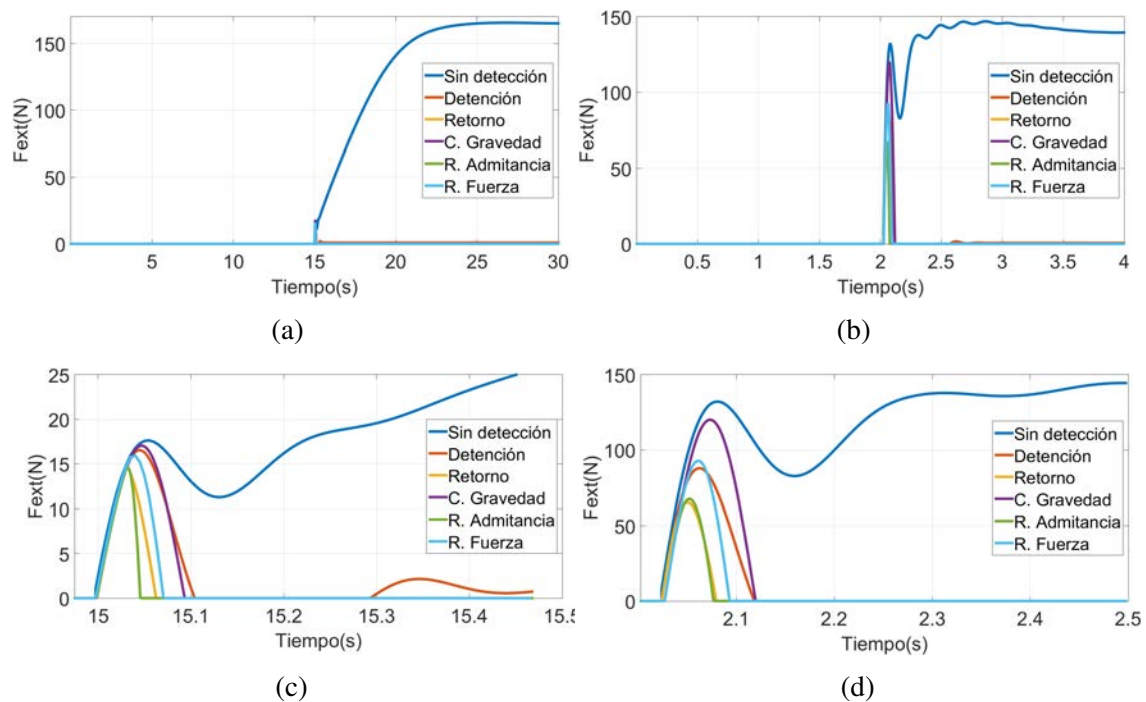 150
100
50
0
Fext(N)
5
10
15
20
25
30
Tiempo(s)
Sin detección
Detención
Retorno
C. Gravedad
R. Admitancia
R. Fuerza
(a)
150
100
50
0
Fext(N)
0.5
1
1.5
2
2.5
3
3.5
4
Tiempo(s)
Sin detección
Detención
Retorno
C. Gravedad
R. Admitancia
R. Fuerza
(b)
25
20
15
10
5
0
Fext(N)
15
15.1
15.2
15.3
15.4
Tiempo(s)
Sin detección
Detención
Retorno
C. Gravedad
R. Admitancia
R. Fuerza
(c)
150
100
50
0
Fext(N)
2.1
2.2
2.3
2.4
2.5
Tiempo(s)
Sin detección
Detención
Retorno
C. Gravedad
R. Admitancia
R. Fuerza
(d)